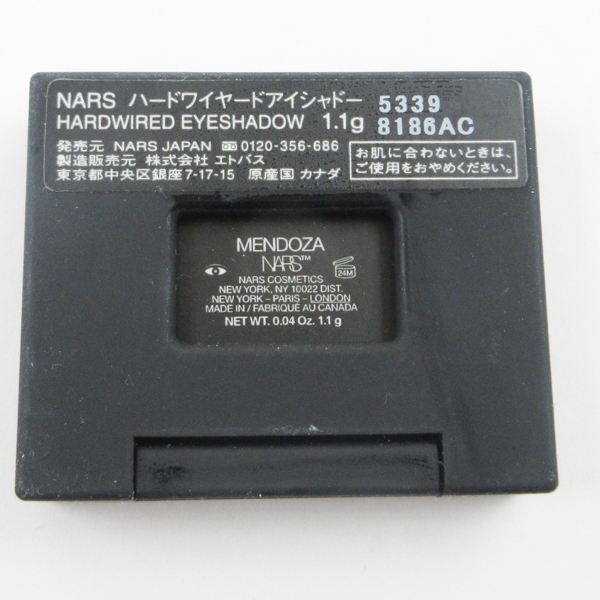 NARS ハードワイヤードアイシャドー 5339
HARDWIRED EYESHADOW 1.1g 8186AC
発売元 NARS JAPAN 0120-356-686
製造販売元 株式会社 エトバス
東京都中央区銀座7-17-15 原産国 カナダ
お肌に合わないときは、
ご使用をおやめください。
MENDOZA
NARS™
24M
NARS COSMETICS
NEW YORK, NY 10022 DIST.
NEW YORK - PARIS - LONDON
MADE IN / FABRIQUÉ AU CANADA
NET WT. 0.04 Oz. 1.1 g